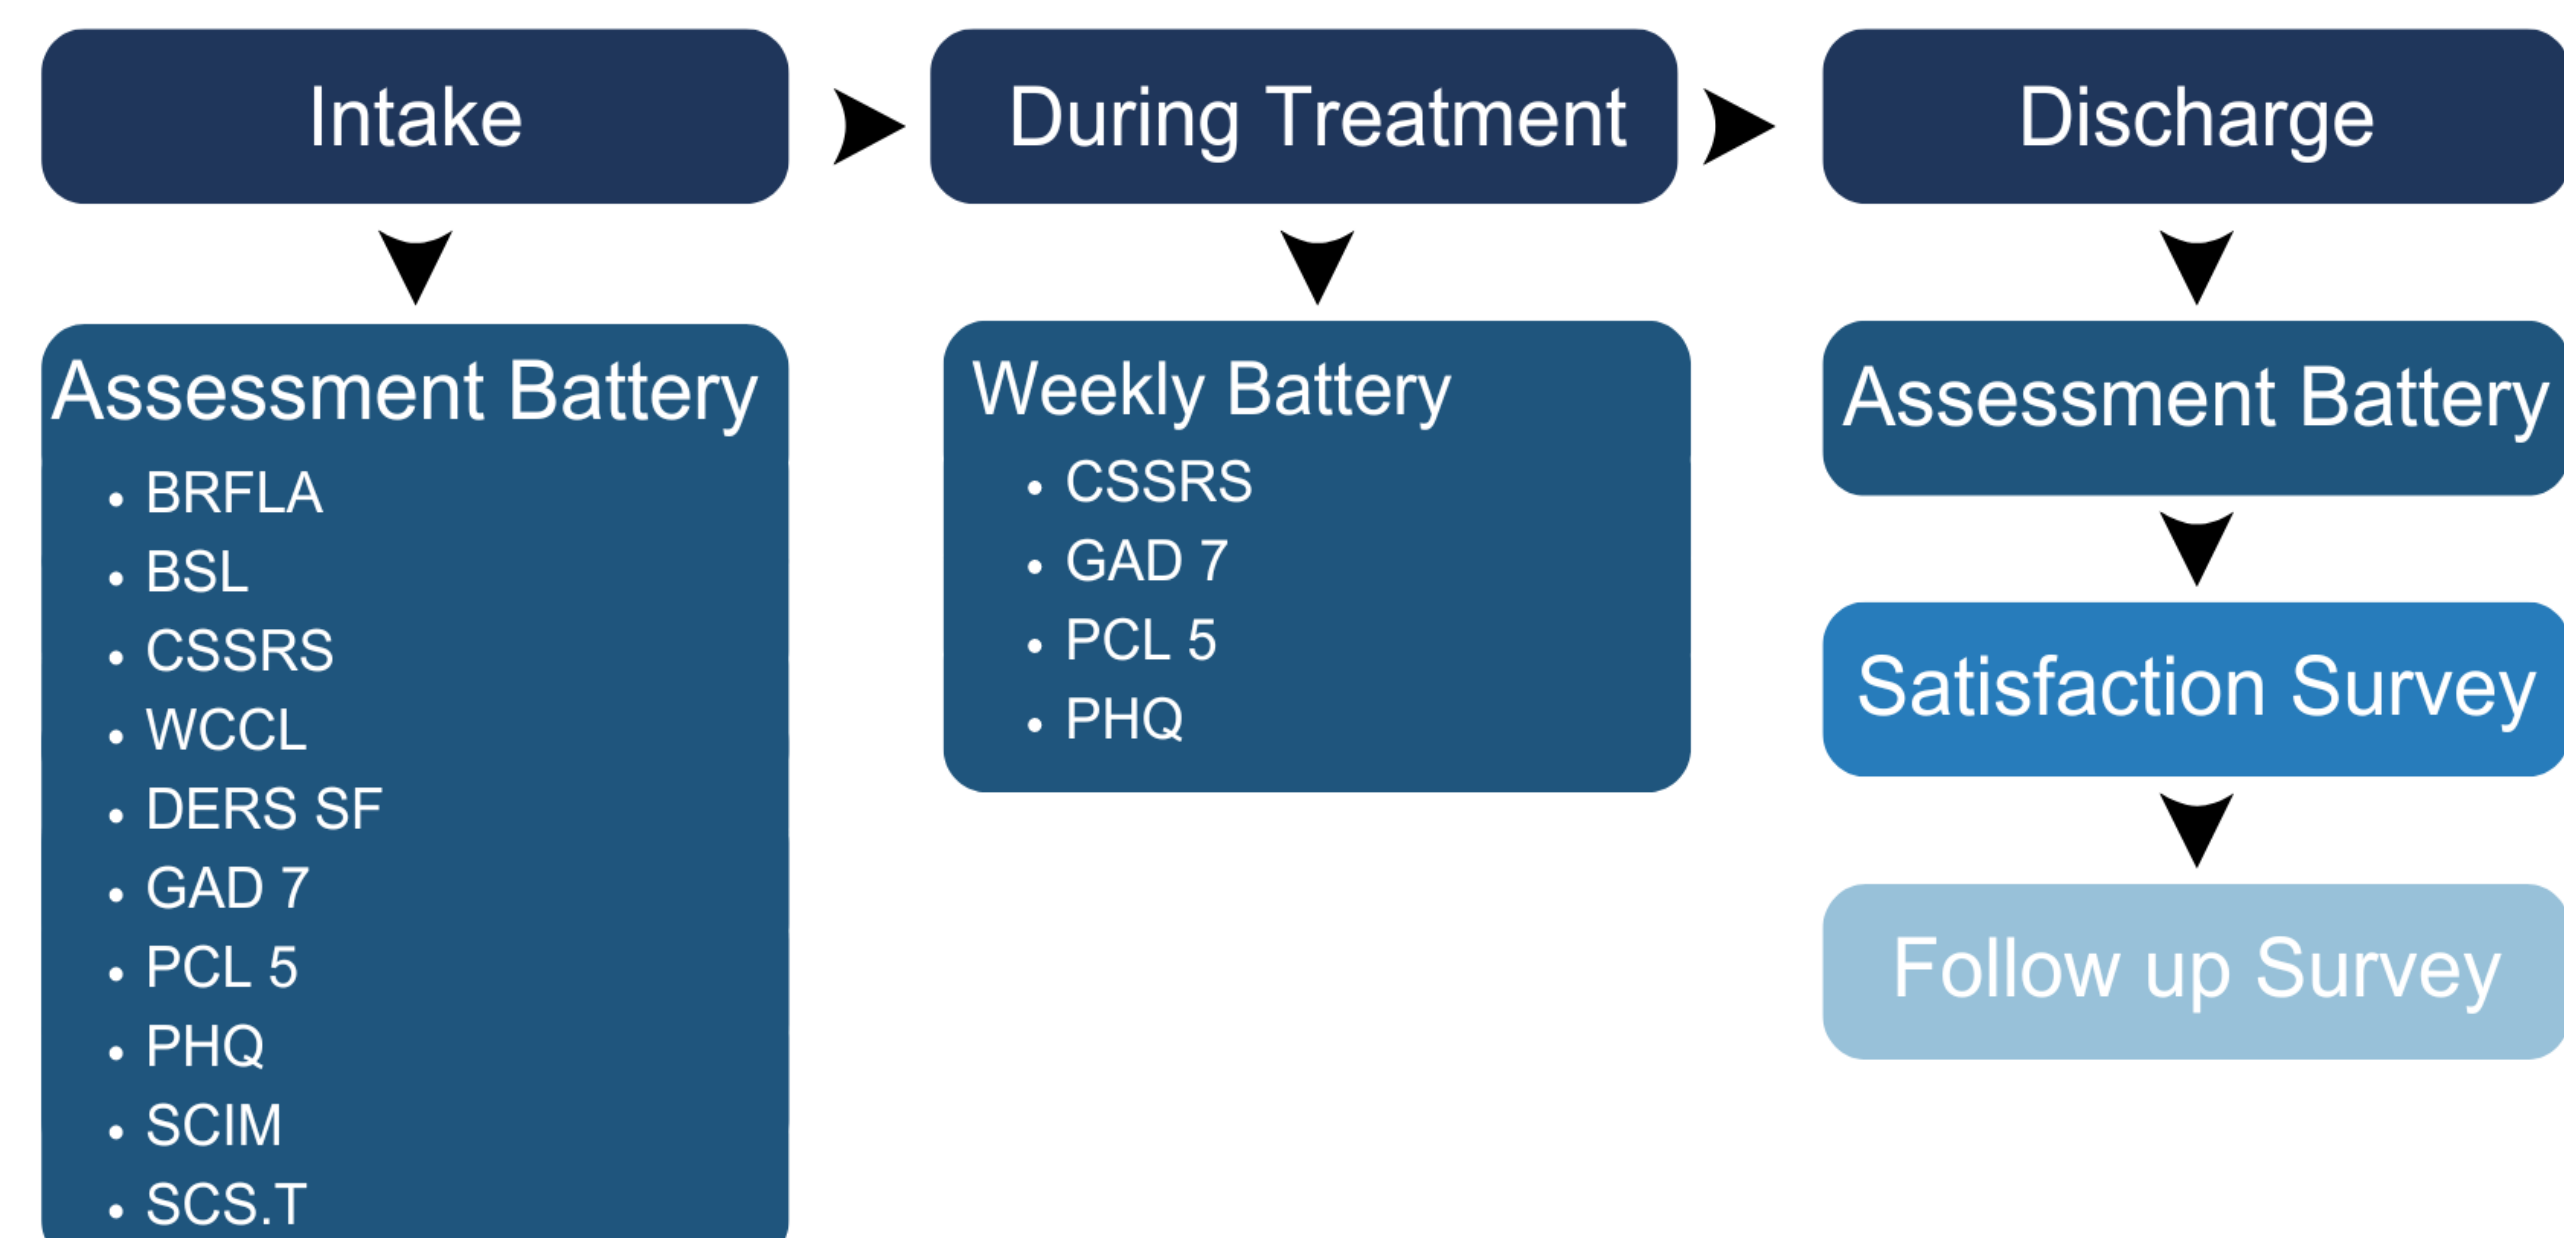 Intake
During Treatment
Discharge
Assessment Battery
• BRFLA
• BSL
• CSSRS
• WCCL
• DERS SF
• GAD 7
• PCL 5
• PHQ
• SCIM
• SCS.T
Weekly Battery
• CSSRS
• GAD 7
• PCL 5
• PHQ
Assessment Battery
Satisfaction Survey
Follow up Survey